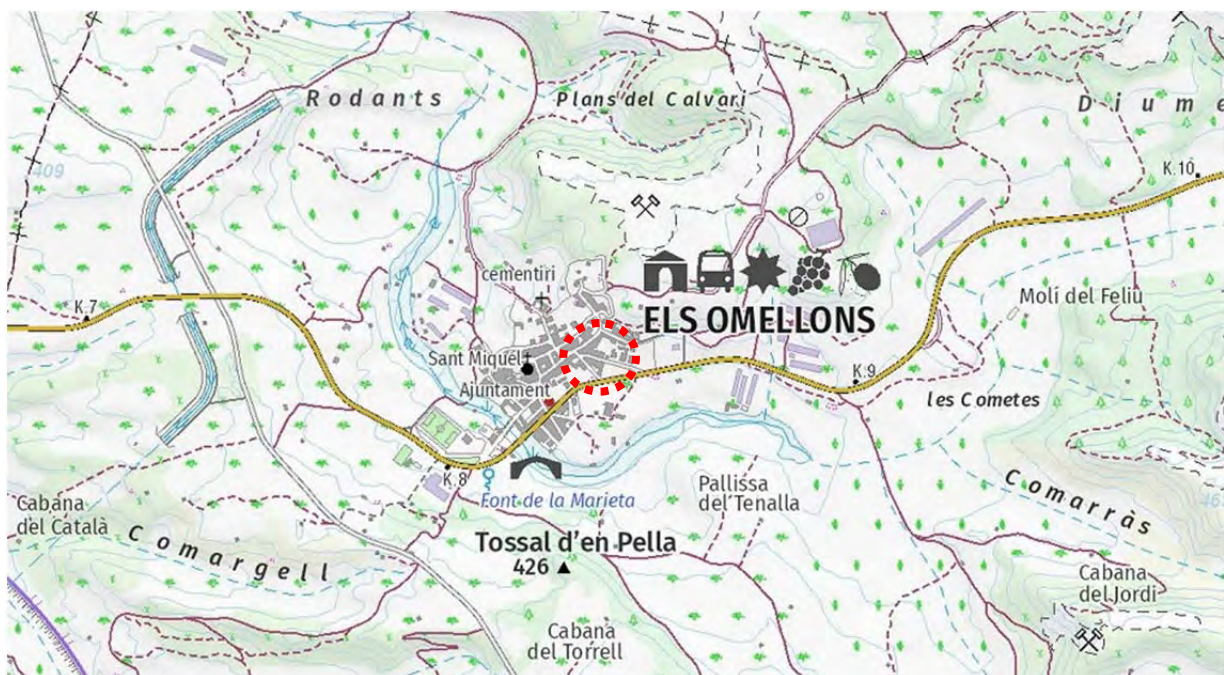 Rodants
Plans del Calvari
Dium
409
K.10
cementiri
K.7
ELS OMELLONS
Molí del Feliu
Sant Miquel
Ajuntament
K.9
les Cometes
K.8
Font de la Marieta
Pallissa
del Tenalla
Comarràs
Cabana
del Català
Comargell
Tossal d'en Pella
426
Cabana
del Jordi
Cabana
del Torrell